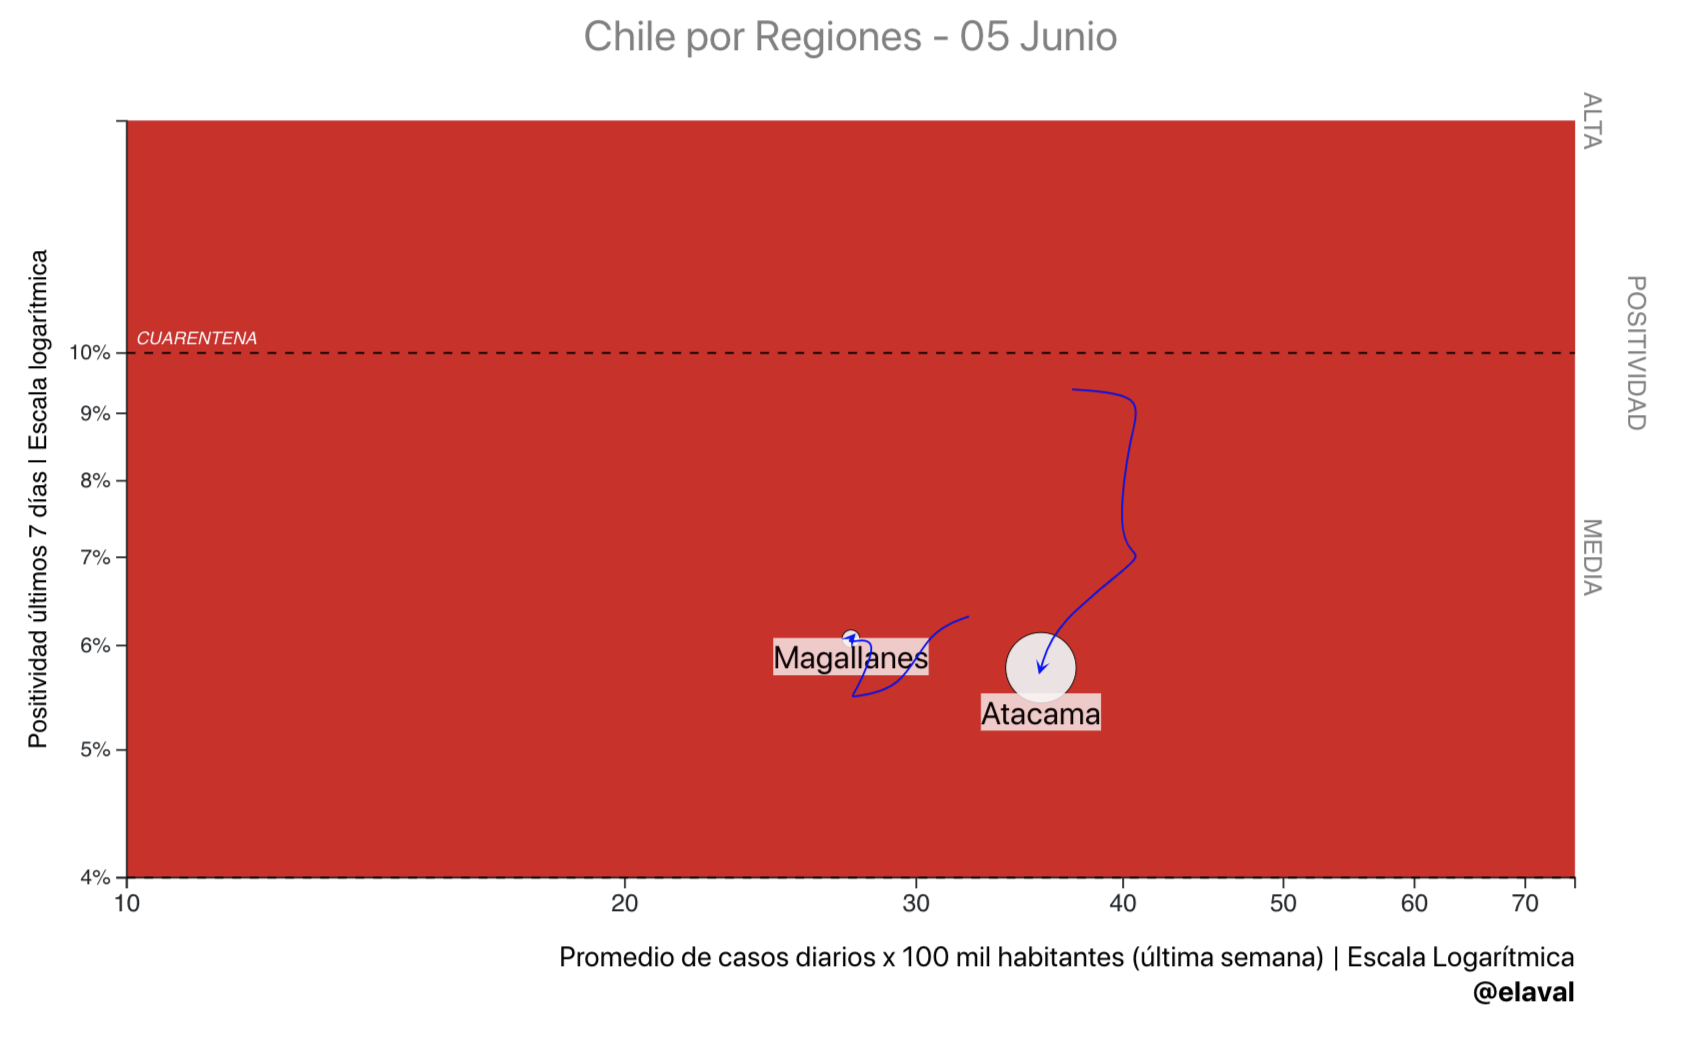 Chile por Regiones - 05 Junio
ALTA
POSITIVIDAD
MEDIA
Positividad últimos 7 días | Escala logarítmica
CUARENTENA
10%
9%
8%
7%
6%
5%
4%
Magallanes
Atacama
10 20 30 40 50 60 70
Promedio de casos diarios x 100 mil habitantes (última semana) | Escala Logarítmica
@elaval